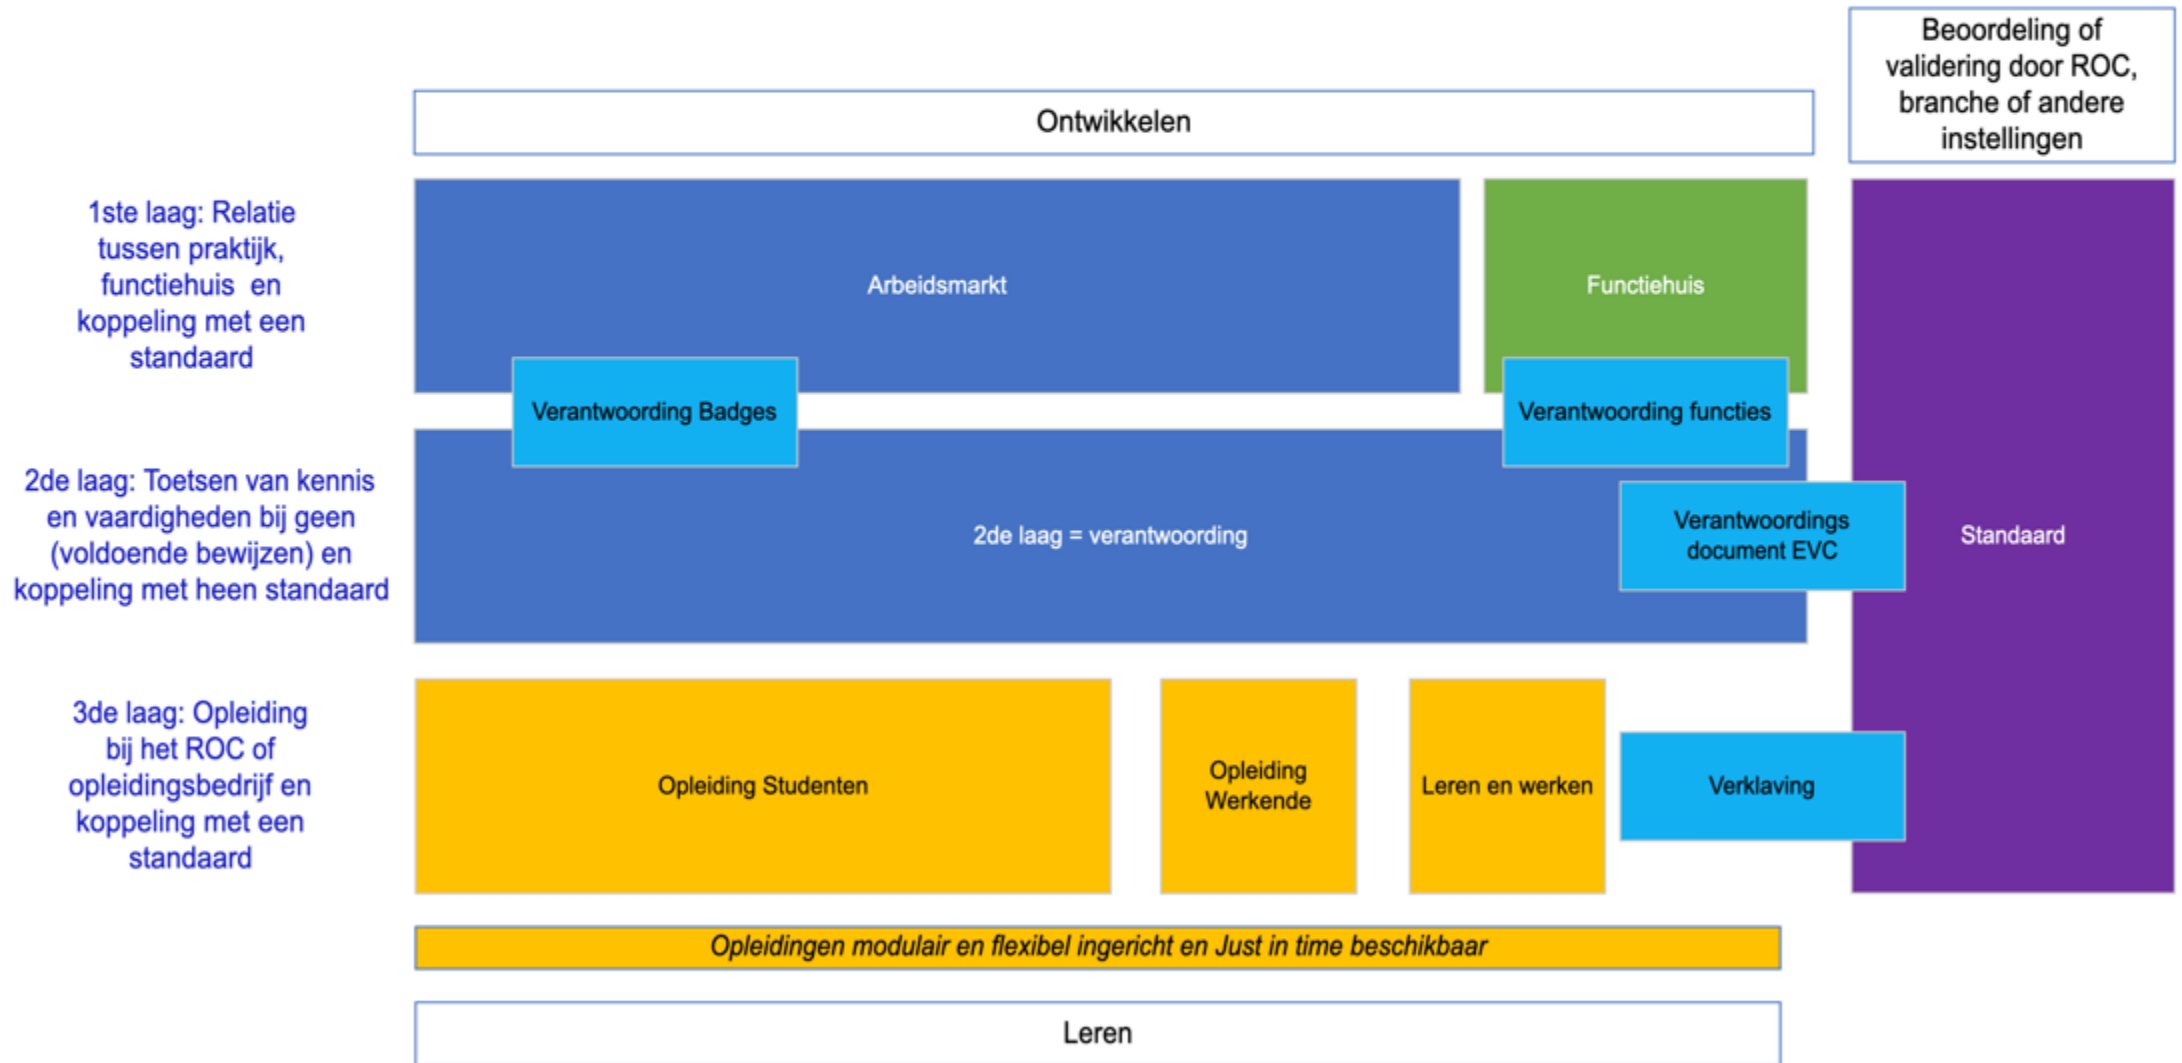 Beoordeling of
validering door ROC,
branche of andere
instellingen
Ontwikkelen
1ste laag: Relatie
tussen praktijk,
functiehuis en
koppeling met een
standaard
Arbeidsmarkt
Functiehuis
Verantwoording Badges
Verantwoording functies
2de laag: Toetsen van kennis
en vaardigheden bij geen
(voldoende bewijzen) en
koppeling met heen standaard
2de laag = verantwoording
Verantwoordings
document EVC
Standaard
3de laag: Opleiding
bij het ROC of
opleidingsbedrijf en
koppeling met een
standaard
Opleiding Studenten
Opleiding
Werkende
Leren en werken
Verklaving
Opleidingen modulair en flexibel ingericht en Just in time beschikbaar
Leren